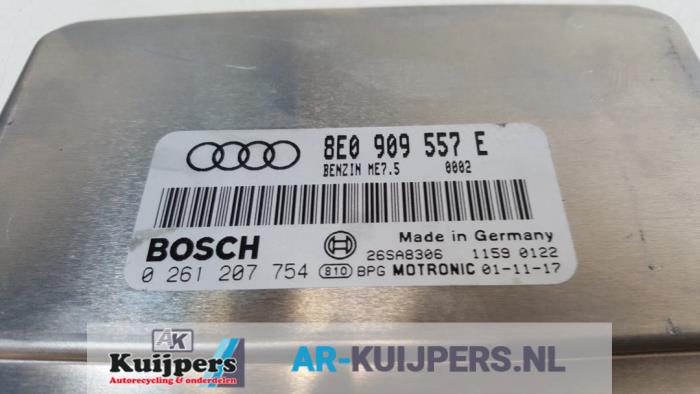 8E0 909 557 E
BENZIN ME7.5 0002
BOSCH
Made in Germany
26SA8306 1159 0122
0 261 207 754 810 BPG MOTRONIC 01-11-17
AK
Kuijpers
Autorecycling & onderdelen
AR-KUIJPERS.NL